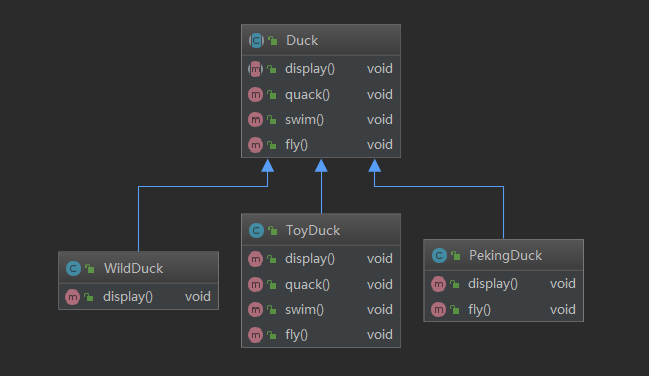 Duck
display() void
quack() void
swim() void
fly() void
WildDuck
display() void
ToyDuck
display() void
quack() void
swim() void
fly() void
PekingDuck
display() void
fly() void